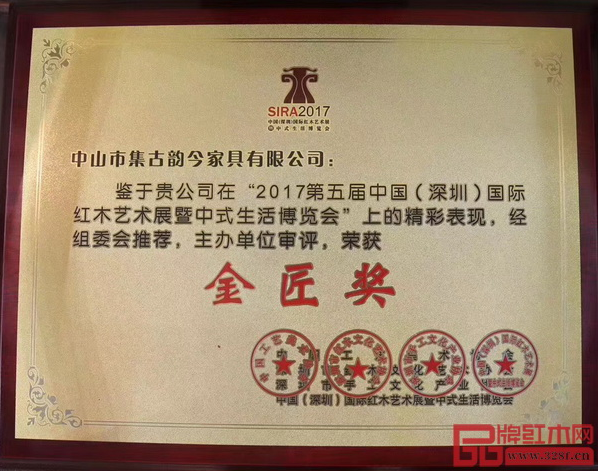 SIRA2017
中国(深圳)国际红木艺术展
暨中式生活博览会
中山市集古韵今家具有限公司：
鉴于贵公司在“2017第五届中国（深圳）国际
红木艺术展暨中式生活博览会”上的精彩表现，经
组委会推荐，主办单位审评，荣获
金匠奖
中国（深圳）国际红木艺术展暨中式生活博览会
品牌红木网
www.328f.cn